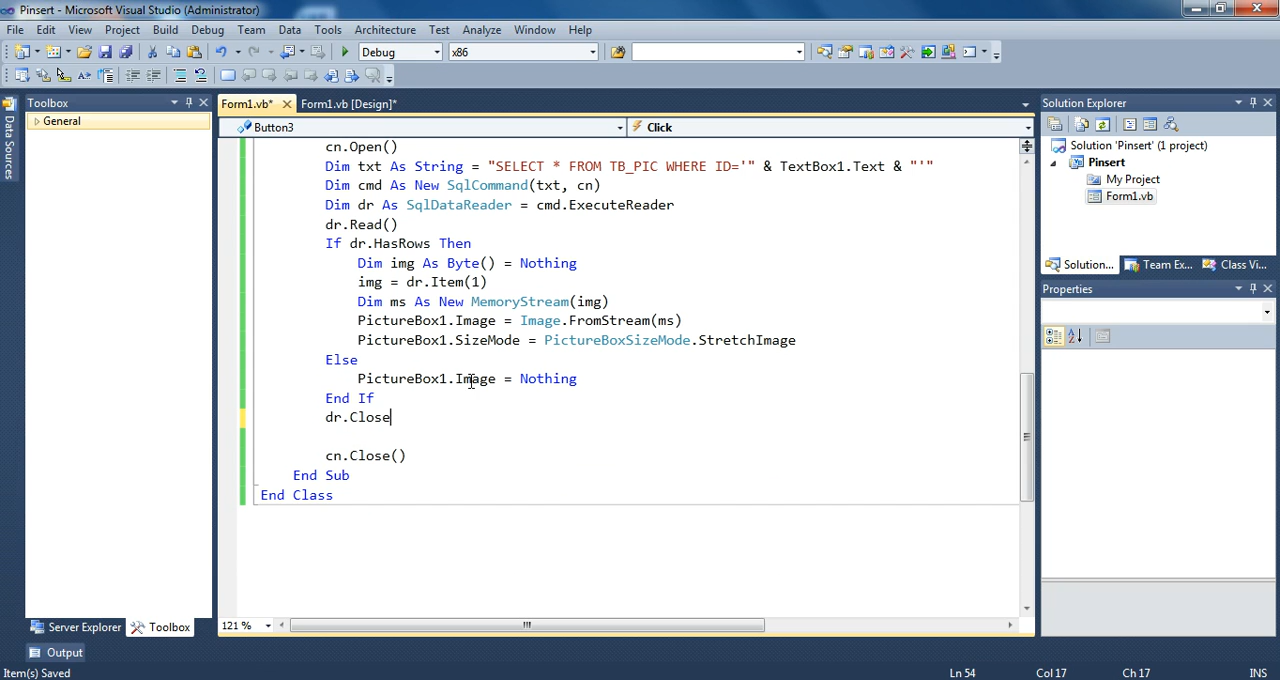 Pinsert - Microsoft Visual Studio (Administrator)
File Edit View Project Build Debug Team Data Tools Architecture Test Analyze Window Help
Debug x86
Toolbox
Form1.vb* Form1.vb [Design]*
Solution Explorer
General
Button3 Click
Data Sources
cn.Open()
Dim txt As String = "SELECT * FROM TB_PIC WHERE ID='" & TextBox1.Text & "'"
Dim cmd As New SqlCommand(txt, cn)
Dim dr As SqlDataReader = cmd.ExecuteReader
dr.Read()
If dr.HasRows Then
Dim img As Byte() = Nothing
img = dr.Item(1)
Dim ms As New MemoryStream(img)
PictureBox1.Image = Image.FromStream(ms)
PictureBox1.SizeMode = PictureBoxSizeMode.StretchImage
Else
PictureBox1.Image = Nothing
End If
dr.Close
cn.Close()
End Sub
End Class
Solution 'Pinsert' (1 project)
Pinsert
My Project
Form1.vb
Solution... Team Ex... Class Vi...
Properties
Server Explorer Toolbox
121 %
Output
Item(s) Saved Ln 54 Col 17 Ch 17 INS